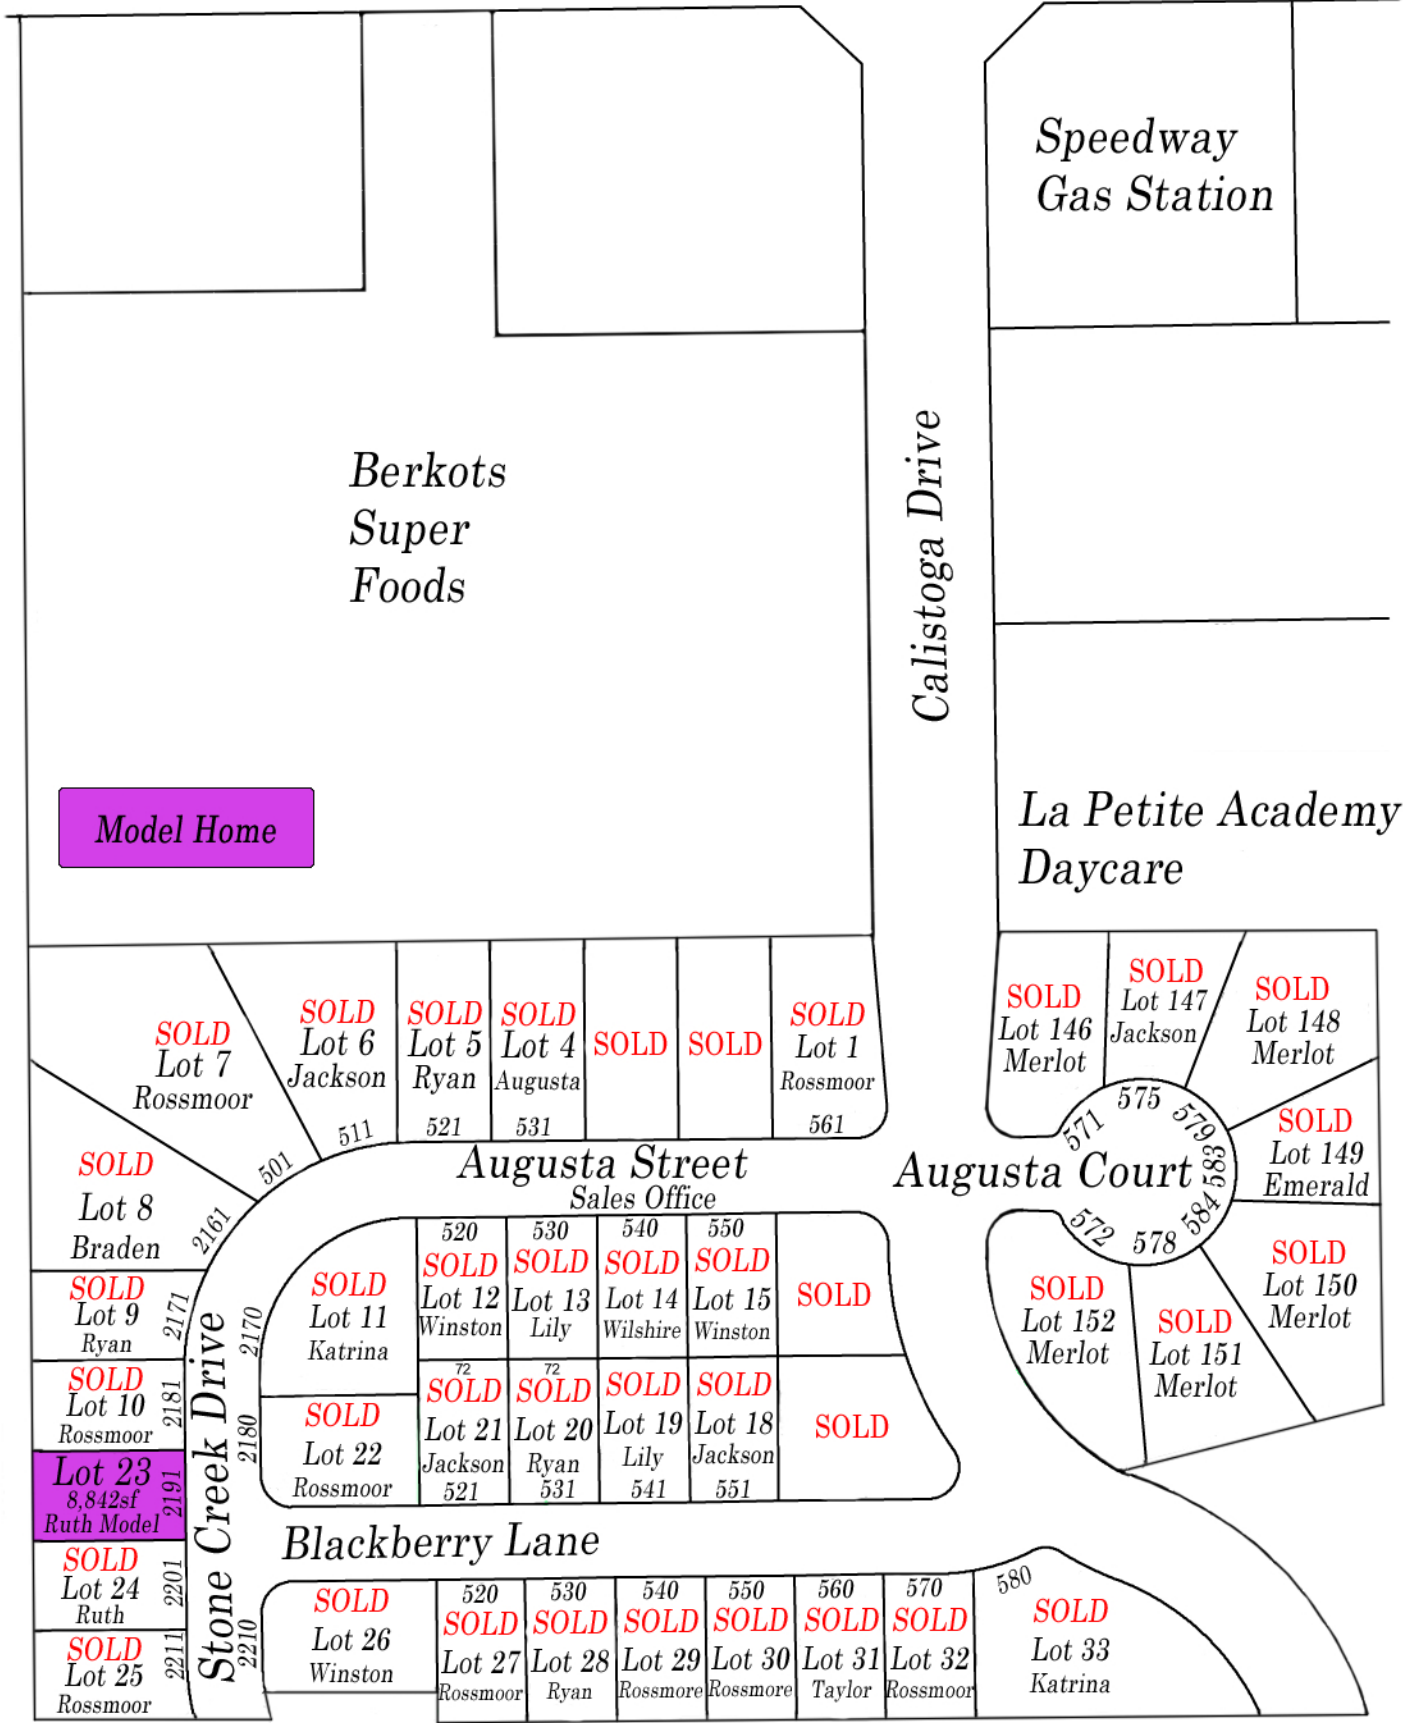 Speedway
Gas Station
Berkots
Super
Foods
Calistoga Drive
Model Home
La Petite Academy
Daycare
SOLD
Lot 7
Rossmoor
501
SOLD
Lot 6
Jackson
511
SOLD
Lot 5
Ryan
521
SOLD
Lot 4
Augusta
531
SOLD
SOLD
SOLD
Lot 1
Rossmoor
561
SOLD
Lot 146
Merlot
571
SOLD
Lot 147
Jackson
575
SOLD
Lot 148
Merlot
579
SOLD
Lot 149
Emerald
583
SOLD
Lot 150
Merlot
584
SOLD
Lot 151
Merlot
578
SOLD
Lot 152
Merlot
572
Augusta Street
Sales Office
Augusta Court
SOLD
Lot 8
Braden
2161
SOLD
Lot 9
Ryan
2171
SOLD
Lot 10
Rossmoor
2181
Lot 23
8,842sf
Ruth Model
2191
SOLD
Lot 24
Ruth
2201
SOLD
Lot 25
Rossmoor
2211
Stone Creek Drive
2170
SOLD
Lot 11
Katrina
2180
SOLD
Lot 22
Rossmoor
520
SOLD
Lot 12
Winston
530
SOLD
Lot 13
Lily
540
SOLD
Lot 14
Wilshire
550
SOLD
Lot 15
Winston
SOLD
72
SOLD
Lot 21
Jackson
521
72
SOLD
Lot 20
Ryan
531
SOLD
Lot 19
Lily
541
SOLD
Lot 18
Jackson
551
SOLD
Blackberry Lane
2210
SOLD
Lot 26
Winston
520
SOLD
Lot 27
Rossmoor
530
SOLD
Lot 28
Ryan
540
SOLD
Lot 29
Rossmore
550
SOLD
Lot 30
Rossmore
560
SOLD
Lot 31
Taylor
570
SOLD
Lot 32
Rossmoor
580
SOLD
Lot 33
Katrina